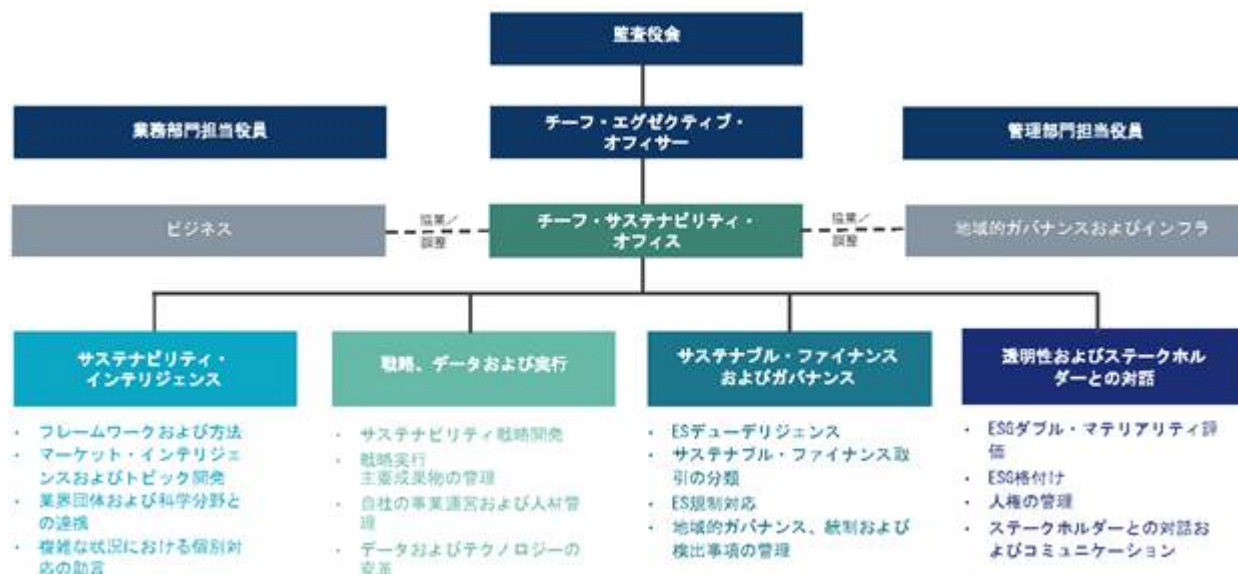 監査役会
業務部門担当役員
チーフ・エグゼクティブ・
オフィサー
管理部門担当役員
ビジネス
協業／
調整
チーフ・サステナビリティ・
オフィス
協業／
調整
地域的ガバナンスおよびインフラ
サステナビリティ・
インテリジェンス
・ フレームワークおよび方法
・ マーケット・インテリジェ
ンスおよびトピック開発
・ 業界団体および科学分野と
の連携
・ 複雑な状況における個別対
応の助言
戦略、データおよび実行
・ サステナビリティ戦略開発
・ 戦略実行
主要成果物の管理
・ 自社の事業運営および人材管
理
・ データおよびテクノロジーの
変革
サステナブル・ファイナンス
およびガバナンス
・ ESデューデリジェンス
・ サステナブル・ファイナンス取
引の分類
・ ES規制対応
・ 地域的ガバナンス、統制および
検出事項の管理
透明性およびステークホル
ダーとの対話
・ ESGダブル・マテリアリティ評
価
・ ESG格付け
・ 人権の管理
・ ステークホルダーとの対話お
よびコミュニケーション